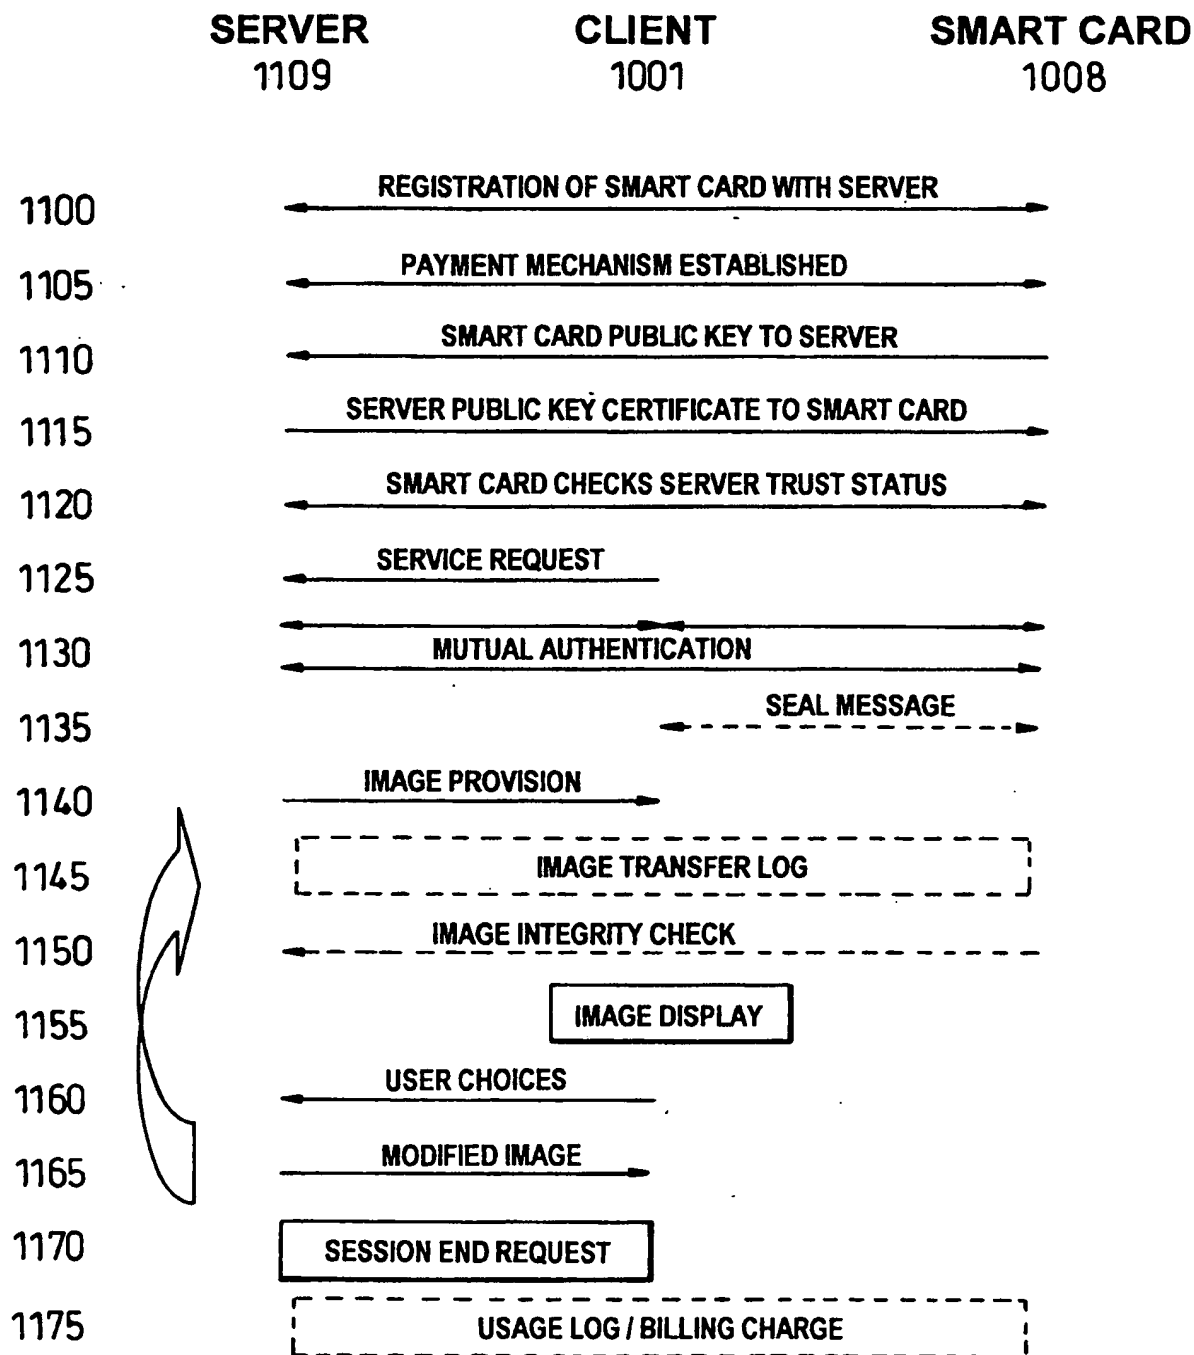 SERVER CLIENT SMART CARD
1109 1001 1008
1100 REGISTRATION OF SMART CARD WITH SERVER
1105 PAYMENT MECHANISM ESTABLISHED
1110 SMART CARD PUBLIC KEY TO SERVER
1115 SERVER PUBLIC KEY CERTIFICATE TO SMART CARD
1120 SMART CARD CHECKS SERVER TRUST STATUS
1125 SERVICE REQUEST
1130 MUTUAL AUTHENTICATION
1135 SEAL MESSAGE
1140 IMAGE PROVISION
1145 IMAGE TRANSFER LOG
1150 IMAGE INTEGRITY CHECK
1155 IMAGE DISPLAY
1160 USER CHOICES
1165 MODIFIED IMAGE
1170 SESSION END REQUEST
1175 USAGE LOG / BILLING CHARGE